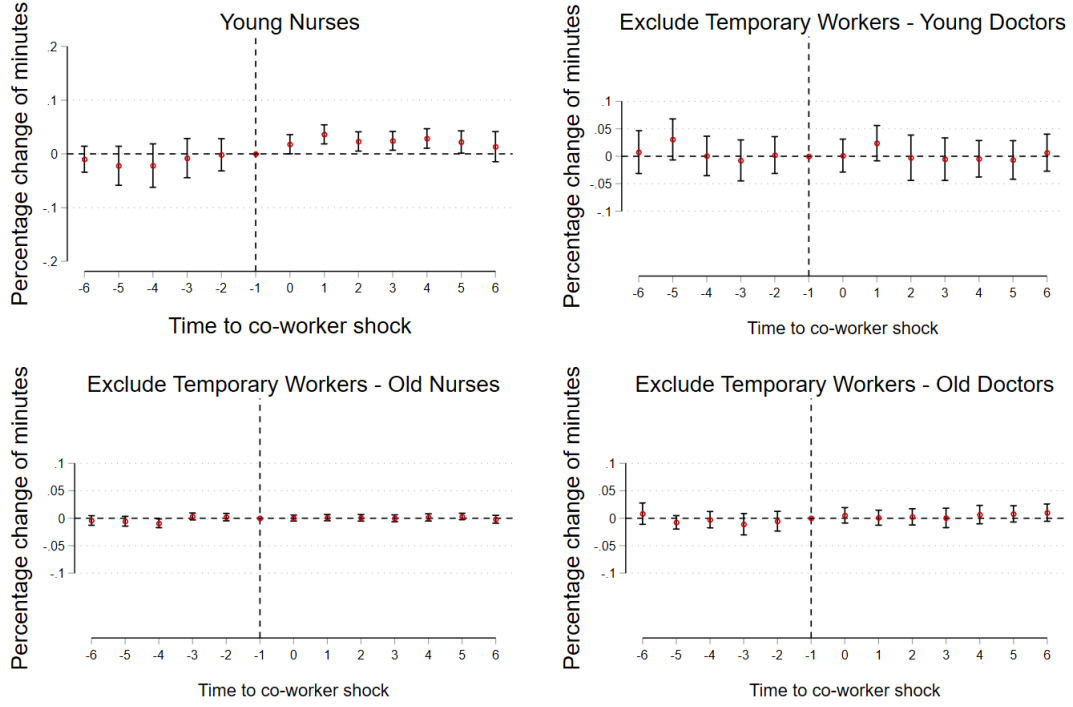 Young Nurses
Percentage change of minutes
.2
.1
0
-.1
-.2
-6 -5 -4 -3 -2 -1 0 1 2 3 4 5 6
Time to co-worker shock
Exclude Temporary Workers - Young Doctors
Percentage change of minutes
.1
.05
0
-.05
-.1
-6 -5 -4 -3 -2 -1 0 1 2 3 4 5 6
Time to co-worker shock
Exclude Temporary Workers - Old Nurses
Percentage change of minutes
.1
.05
0
-.05
-.1
-6 -5 -4 -3 -2 -1 0 1 2 3 4 5 6
Time to co-worker shock
Exclude Temporary Workers - Old Doctors
Percentage change of minutes
.1
.05
0
-.05
-.1
-6 -5 -4 -3 -2 -1 0 1 2 3 4 5 6
Time to co-worker shock